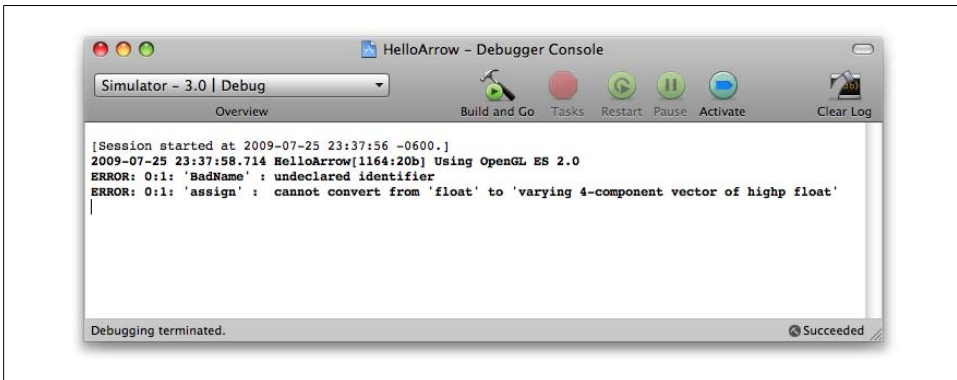 HelloArrow – Debugger Console
Simulator – 3.0 | Debug
Overview
Build and Go
Tasks
Restart
Pause
Activate
Clear Log
[Session started at 2009-07-25 23:37:56 -0600.]
2009-07-25 23:37:58.714 HelloArrow[1164:20b] Using OpenGL ES 2.0
ERROR: 0:1: 'BadName' : undeclared identifier
ERROR: 0:1: 'assign' :  cannot convert from 'float' to 'varying 4-component vector of highp float'
Debugging terminated.
Succeeded